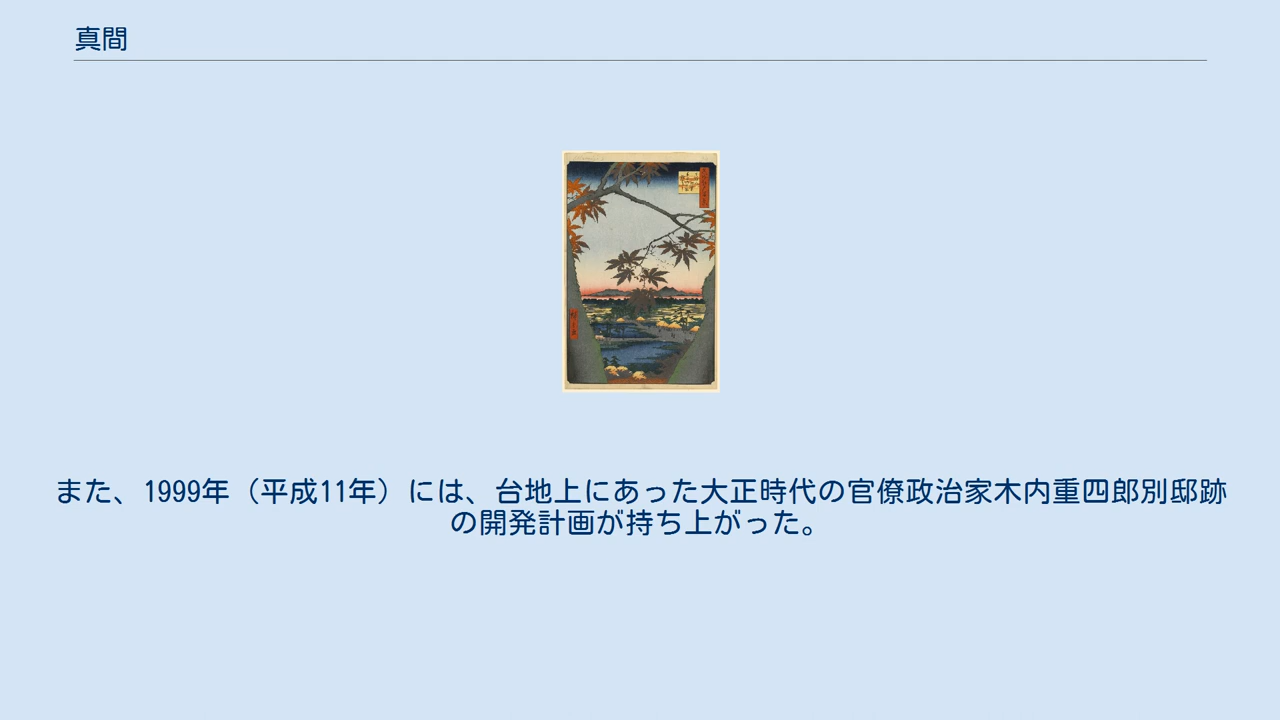 真間
また、1999年（平成11年）には、台地上にあった大正時代の官僚政治家木内重四郎別邸跡
の開発計画が持ち上がった。